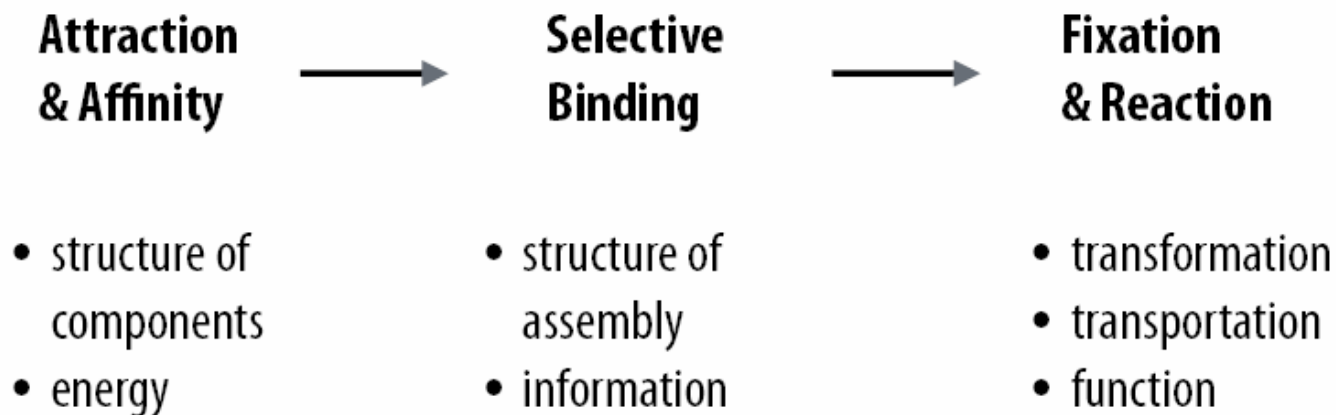 Attraction
& Affinity
Selective
Binding
Fixation
& Reaction
• structure of
components
• energy
• structure of
assembly
• information
• transformation
• transportation
• function